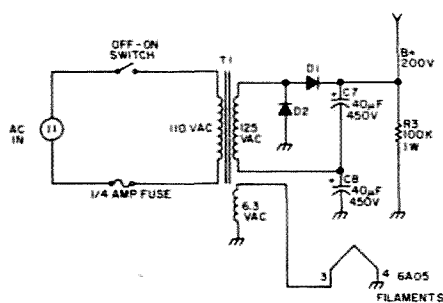 OFF-ON
SWITCH
T1
D1
B+
200V
+ C7
40µF
450V
D2
R3
100K
1W
AC
IN
110 VAC
125
VAC
+ C8
40µF
450V
1/4 AMP FUSE
6.3
VAC
3
4
6AQ5
FILAMENTS